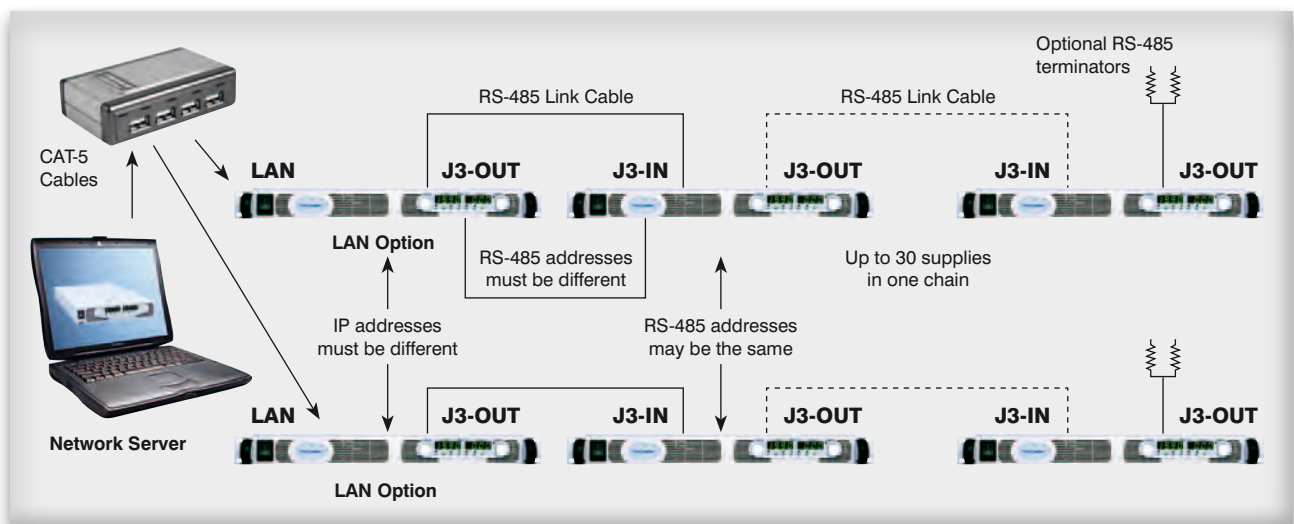 Optional RS-485
terminators
RS-485 Link Cable
RS-485 Link Cable
CAT-5
Cables
LAN
J3-OUT
J3-IN
J3-OUT
J3-IN
J3-OUT
LAN Option
RS-485 addresses
must be different
Up to 30 supplies
in one chain
IP addresses
must be different
RS-485 addresses
may be the same
Network Server
LAN
J3-OUT
J3-IN
J3-OUT
J3-IN
J3-OUT
LAN Option